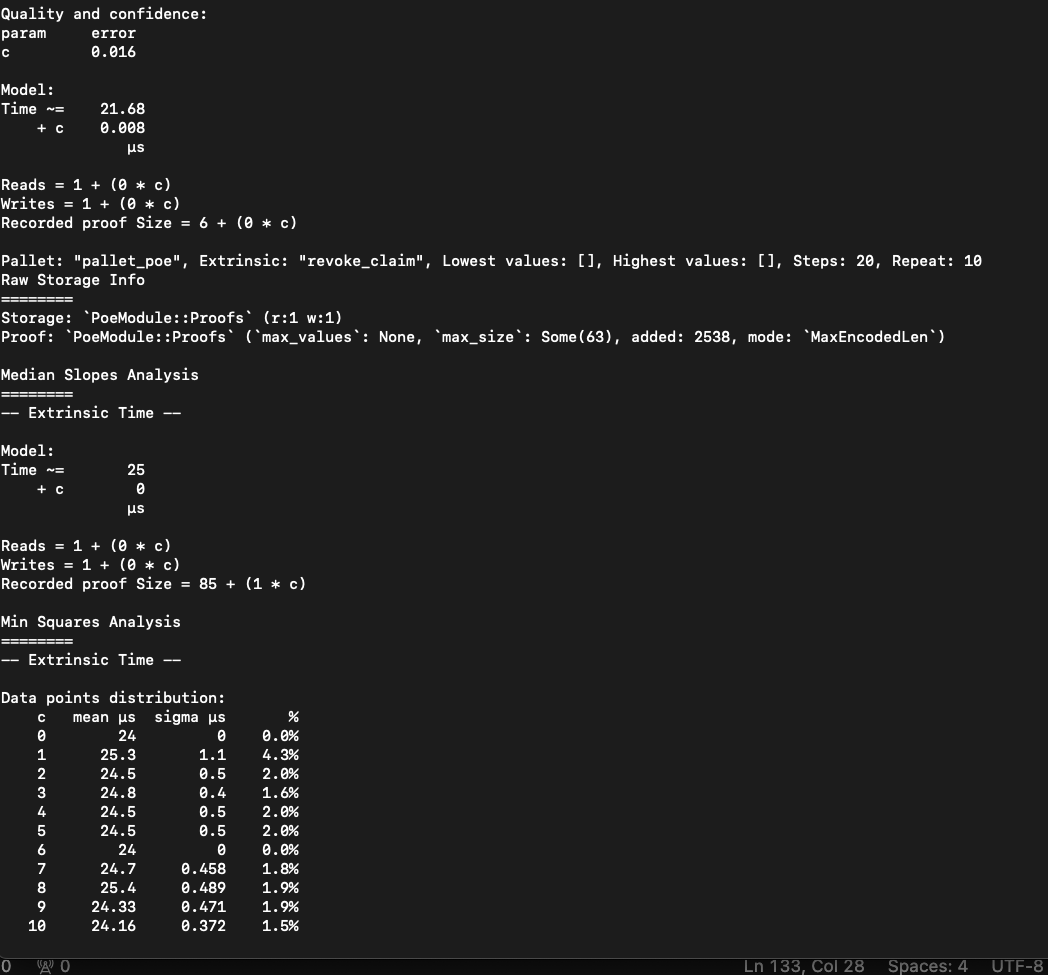 Quality and confidence:
param     error
c         0.016
Model:
Time ~=    21.68
    + c    0.008
              µs
Reads = 1 + (0 * c)
Writes = 1 + (0 * c)
Recorded proof Size = 6 + (0 * c)
Pallet: "pallet_poe", Extrinsic: "revoke_claim", Lowest values: [], Highest values: [], Steps: 20, Repeat: 10
Raw Storage Info
========
Storage: `PoeModule::Proofs` (r:1 w:1)
Proof: `PoeModule::Proofs` (`max_values`: None, `max_size`: Some(63), added: 2538, mode: `MaxEncodedLen`)
Median Slopes Analysis
========
-- Extrinsic Time --
Model:
Time ~=       25
    + c        0
              µs
Reads = 1 + (0 * c)
Writes = 1 + (0 * c)
Recorded proof Size = 85 + (1 * c)
Min Squares Analysis
========
-- Extrinsic Time --
Data points distribution:
    c   mean µs  sigma µs       %
    0        24         0    0.0%
    1      25.3       1.1    4.3%
    2      24.5       0.5    2.0%
    3      24.8       0.4    1.6%
    4      24.5       0.5    2.0%
    5      24.5       0.5    2.0%
    6        24         0    0.0%
    7      24.7     0.458    1.8%
    8      25.4     0.489    1.9%
    9     24.33     0.471    1.9%
   10     24.16     0.372    1.5%
0 0 Ln 133, Col 28 Spaces: 4 UTF-8